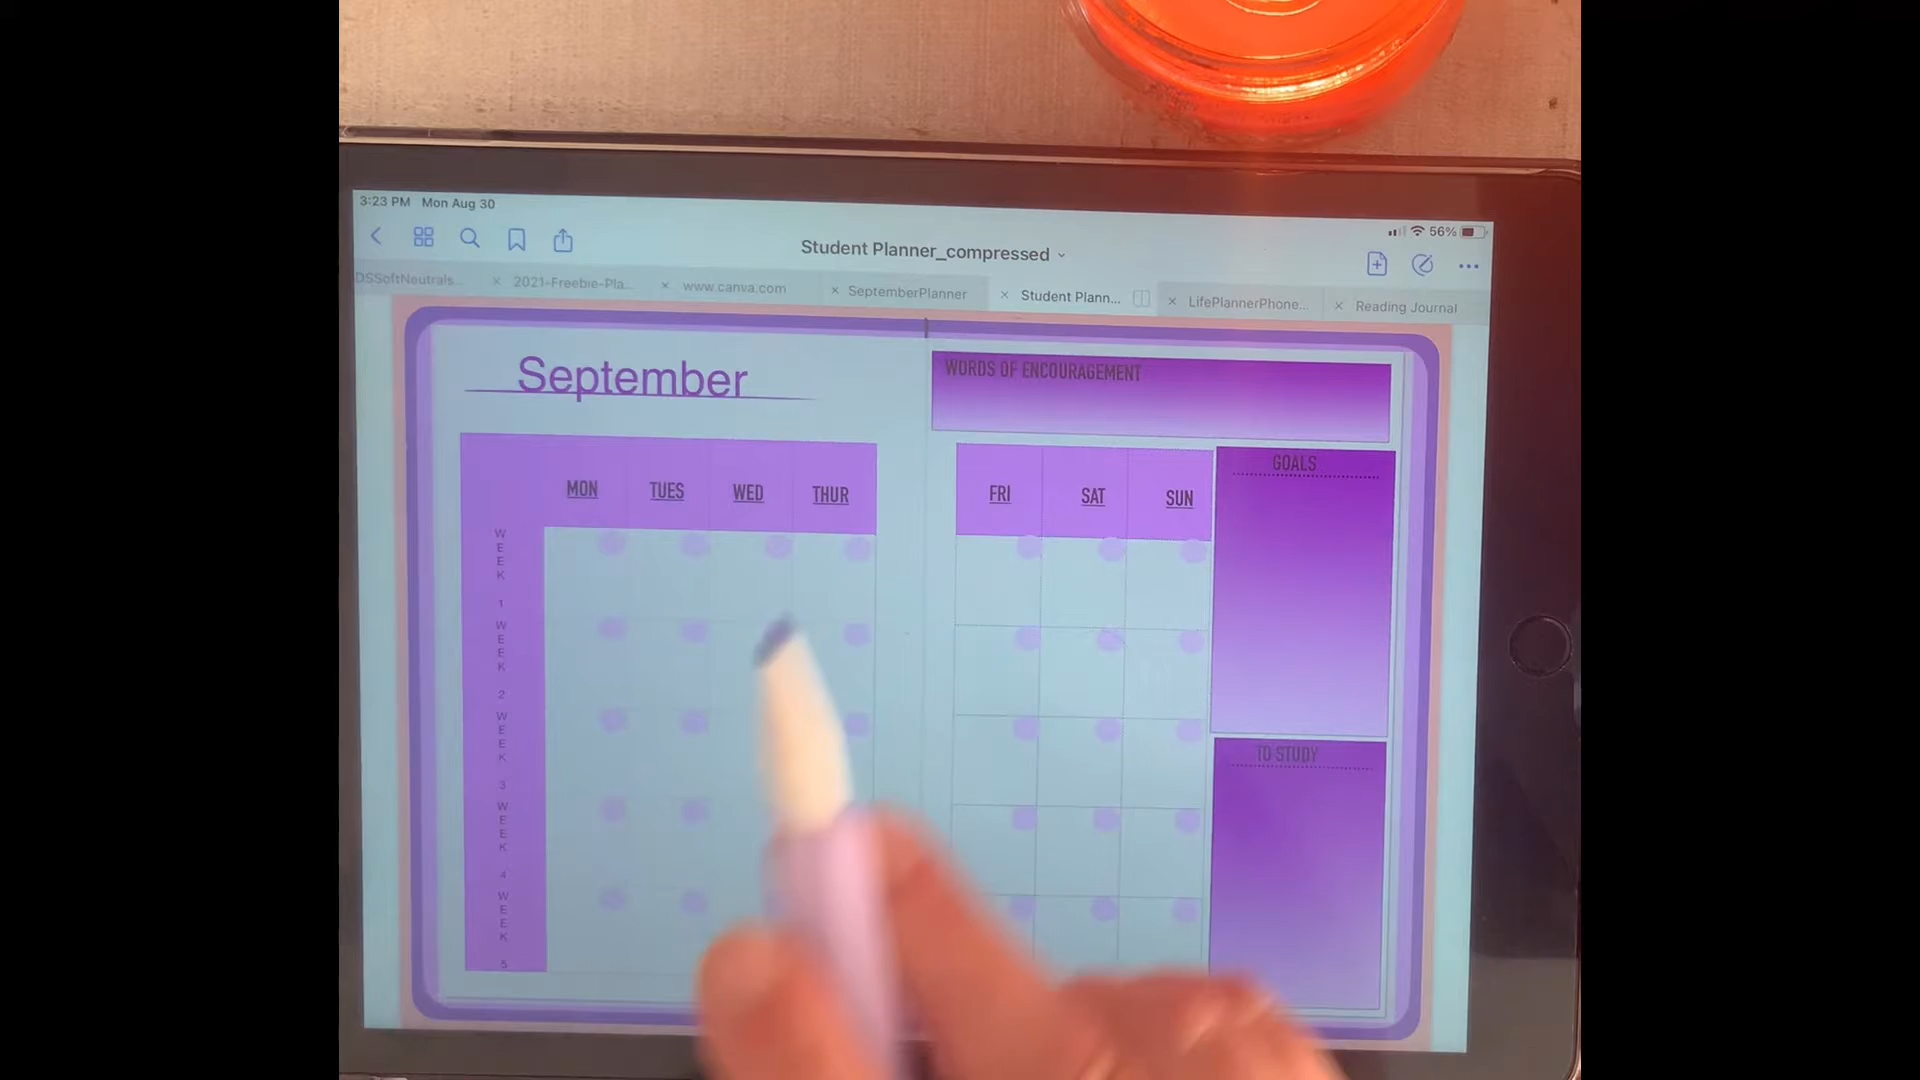 3:23 PM Mon Aug 30
56%
Student Planner_compressed
DSSoftNeutrals...
2021-Freebie-Pla...
www.canva.com
SeptemberPlanner
Student Plann...
LifePlannerPhone...
Reading Journal
September
WORDS OF ENCOURAGEMENT
MON TUES WED THUR
FRI SAT SUN
GOALS
WEEK 1
WEEK 2
WEEK 3
WEEK 4
WEEK 5
TO STUDY